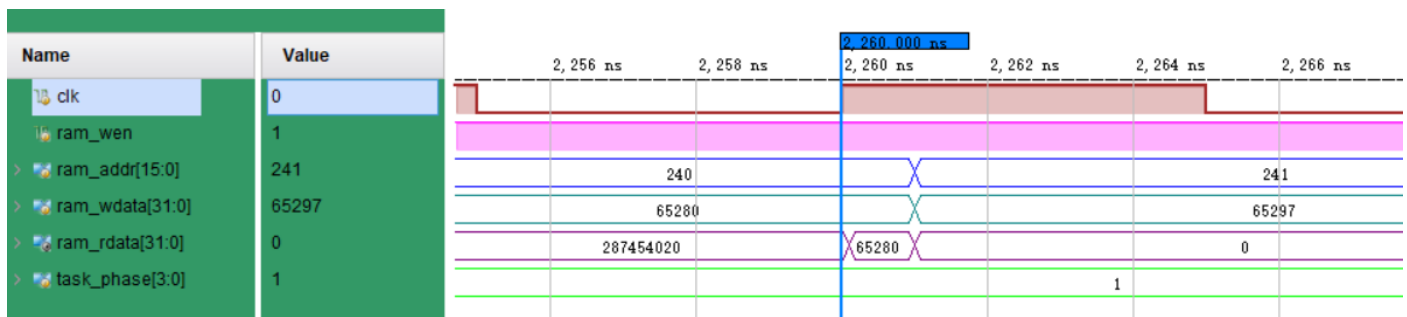 2,260.000 ns
Name Value
2,256 ns 2,258 ns 2,260 ns 2,262 ns 2,264 ns 2,266 ns
clk 0
ram_wen 1
ram_addr[15:0] 241 240 241
ram_wdata[31:0] 65297 65280 65297
ram_rdata[31:0] 0 287454020 65280 0
task_phase[3:0] 1 1